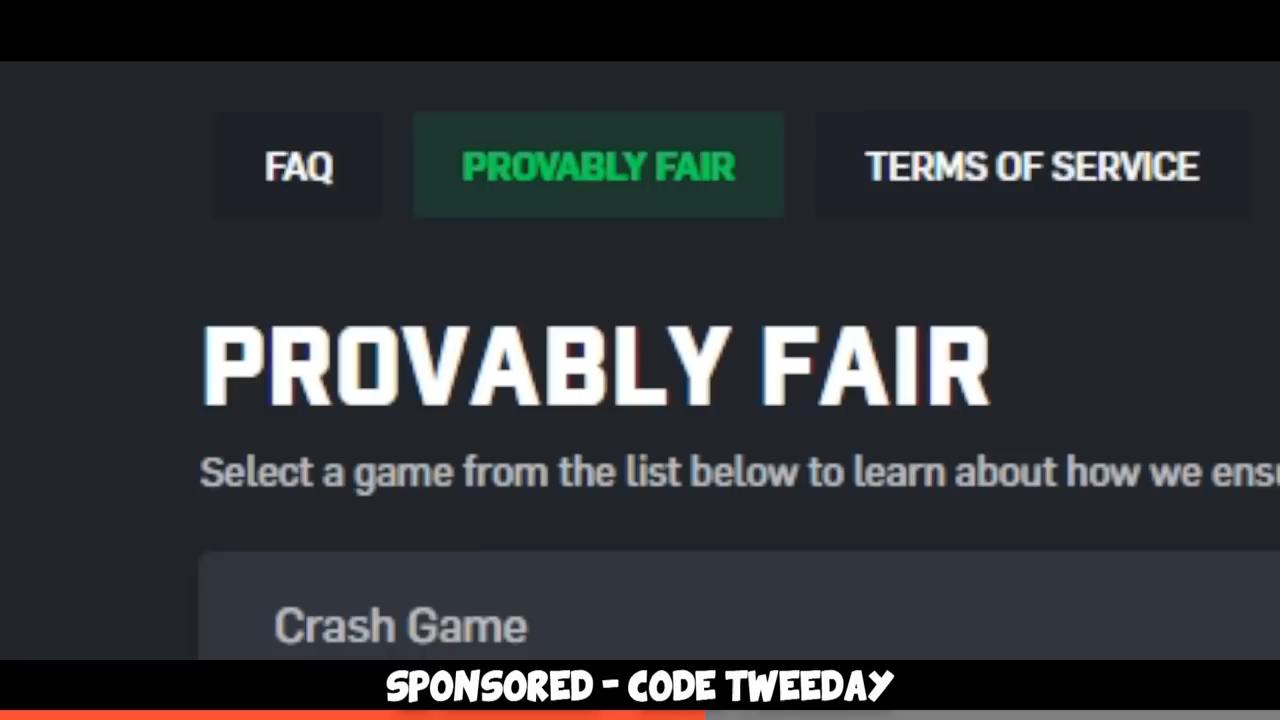 FAQ
PROVABLY FAIR
TERMS OF SERVICE
PROVABLY FAIR
Select a game from the list below to learn about how we
Crash Game
SPONSORED - CODE TWEEDAY